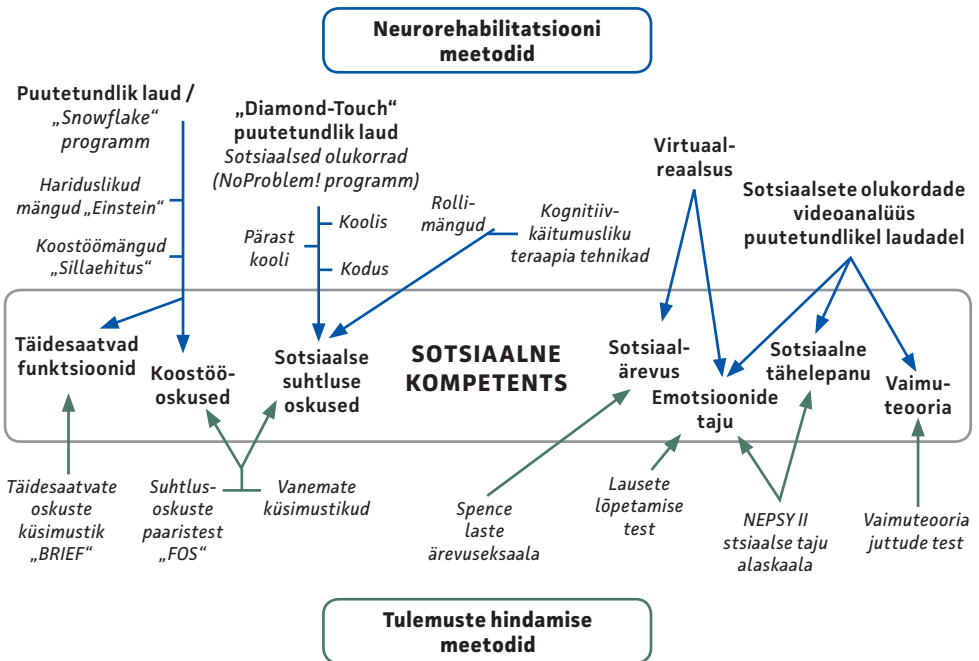 Neurorehabilitatsiooni
meetodid
Puutetundlik laud /
„Snowflake“
programm
Hariduslikud
mängud „Einstein“
Koostöömängud
„Sillaehitus“
„Diamond-Touch“
puutetundlik laud
Sotsiaalsed olukorrad
(NoProblem! programm)
Pärast
kooli
Koolis
Kodus
Rolli-
mängud
Kognitiiv-
käitumusliku
teraapia tehnikad
Virtuaal-
reaalsus
Sotsiaalsete olukordade
videoanalüüs
puutetundlikel laudadel
Täidesaatvad
funktsioonid
Koostöö-
oskused
Sotsiaalse
suhtluse
oskused
SOTSIAALNE
KOMPETENTS
Sotsiaal-
ärevus
Emotsioonide
taju
Sotsiaalne
tähelepanu
Vaimu-
teooria
Täidesaatvate
oskuste
küsimustik
„BRIEF“
Suhtlus-
oskuste
paaristest
„FOS“
Vanemate
küsimustikud
Spence
laste
ärevuseksaala
Lausete
lõpetamise
test
NEPSY II
stsiaalse taju
alaskaala
Vaimuteooria
juttude test
Tulemuste hindamise
meetodid